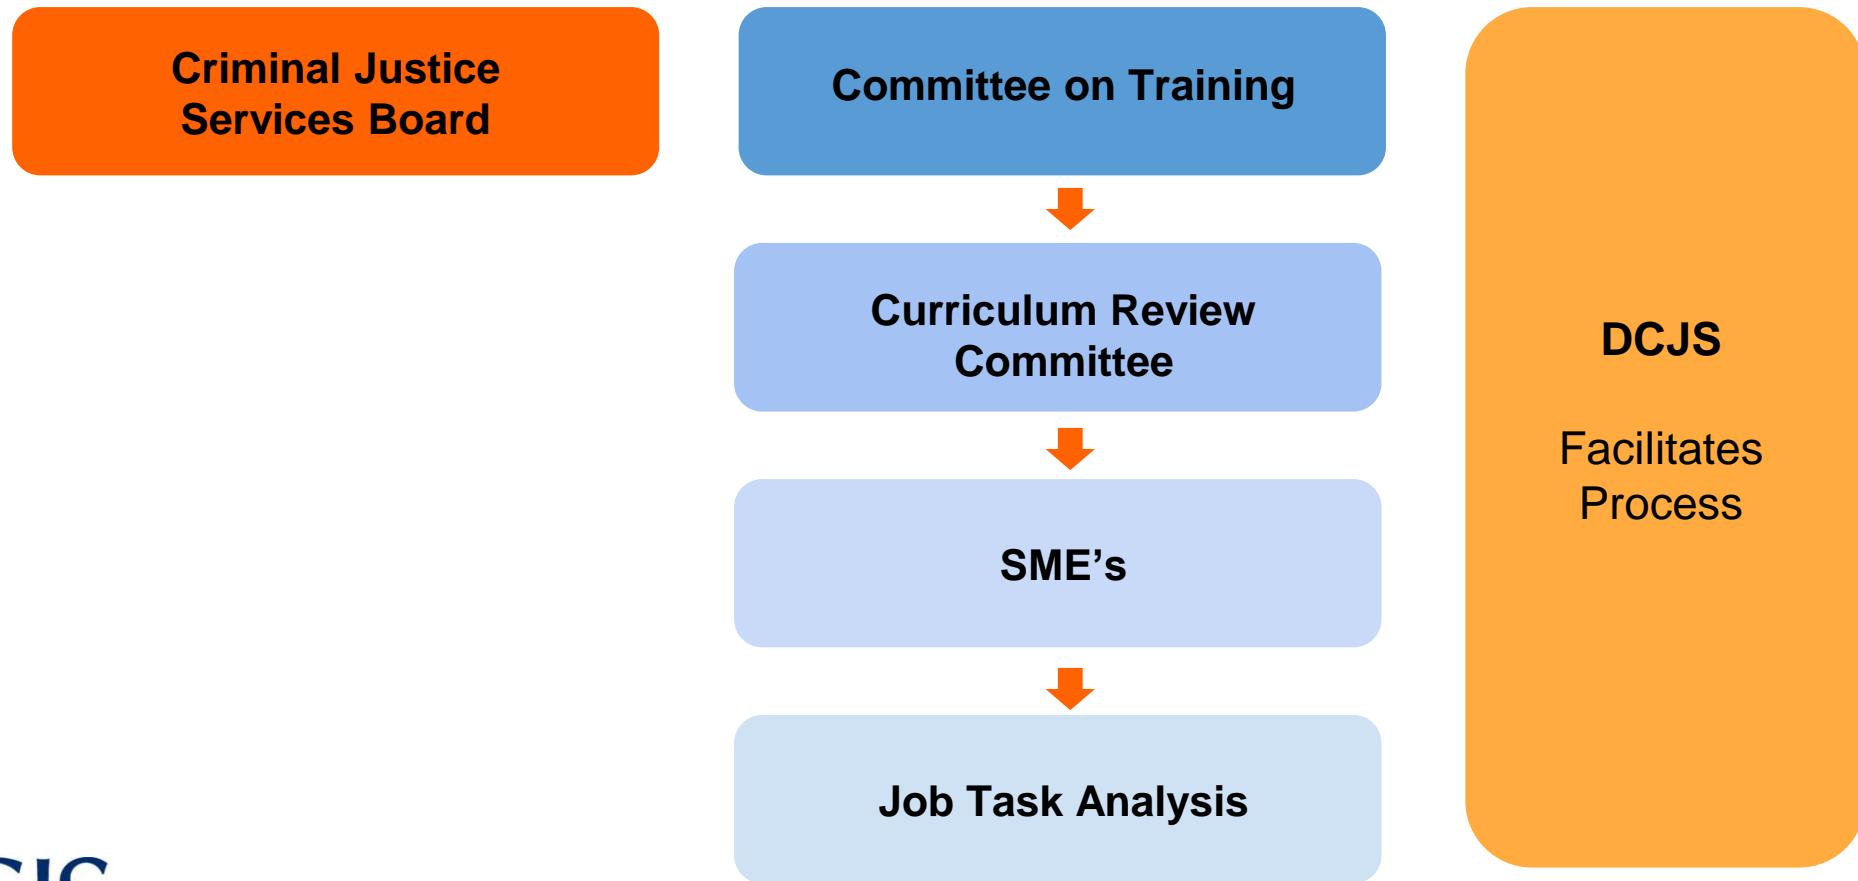 Criminal Justice
Services Board
Committee on Training
Curriculum Review
Committee
SME’s
Job Task Analysis
DCJS
Facilitates
Process